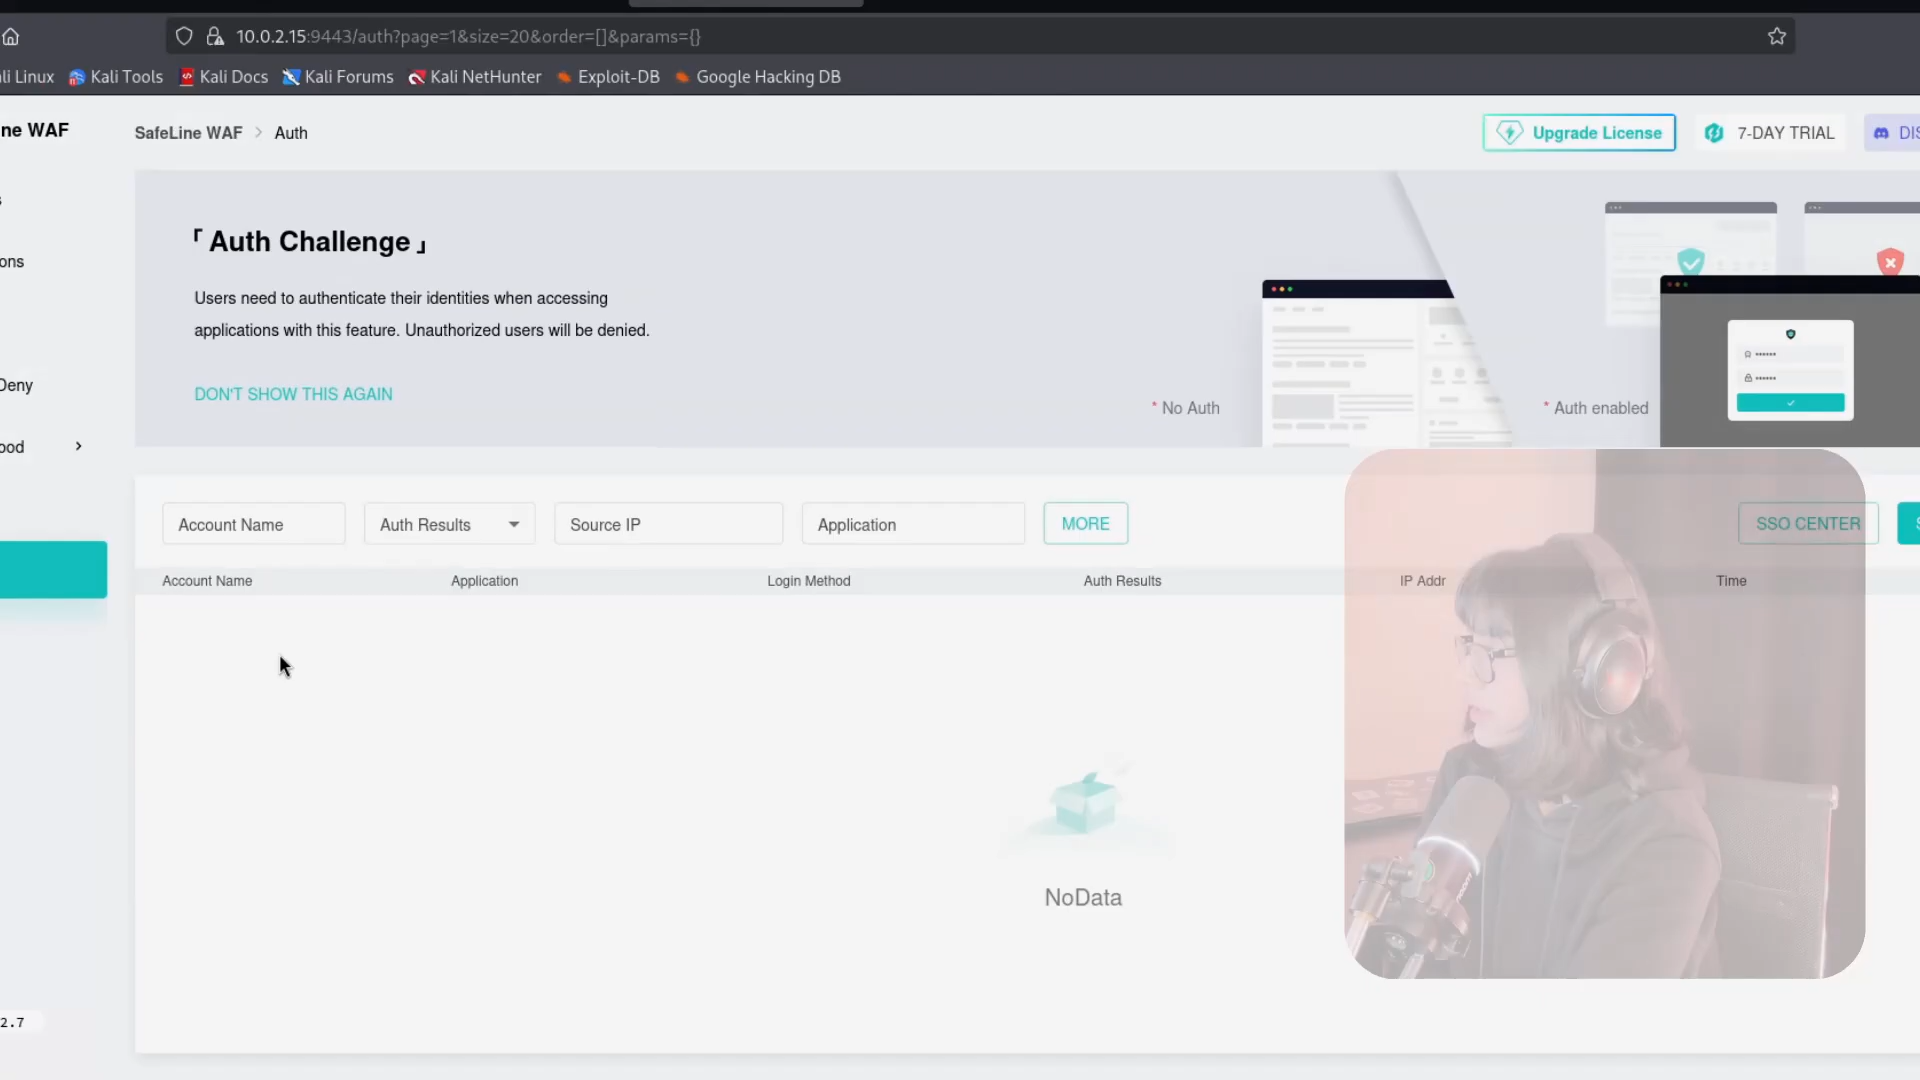 10.0.2.15:9443/auth?page=1&size=20&order=[]&params={}
li Linux Kali Tools Kali Docs Kali Forums Kali NetHunter Exploit-DB Google Hacking DB
ne WAF
SafeLine WAF > Auth
Upgrade License
7-DAY TRIAL
DIS
「 Auth Challenge 」
Users need to authenticate their identities when accessing
applications with this feature. Unauthorized users will be denied.
DON'T SHOW THIS AGAIN
* No Auth
* Auth enabled
s
ons
Deny
ood
Account Name
Auth Results
Source IP
Application
MORE
SSO CENTER
S
Account Name Application Login Method Auth Results IP Addr Time
NoData
2.7